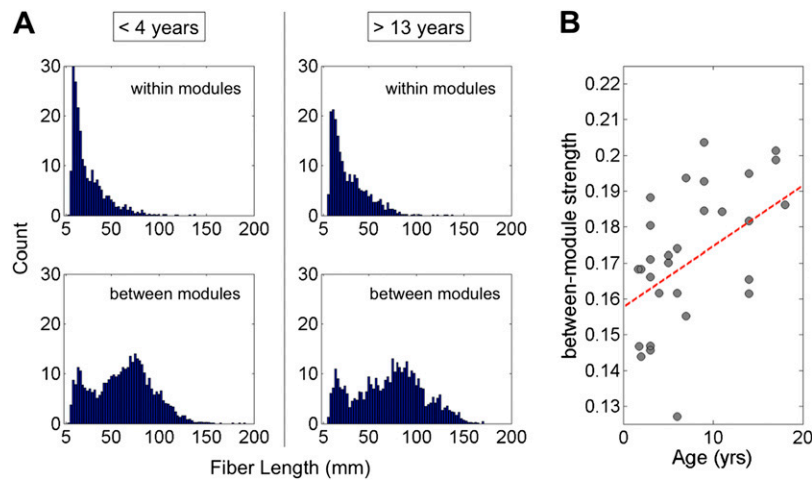 A
< 4 years
> 13 years
B
30
20
10
0
within modules
5 50 100 150 200
30
20
10
0
within modules
5 50 100 150 200
Count
30
20
10
0
between modules
5 50 100 150 200
30
20
10
0
between modules
5 50 100 150 200
Fiber Length (mm)
between-module strength
0.22
0.21
0.2
0.19
0.18
0.17
0.16
0.15
0.14
0.13
0 10 20
Age (yrs)